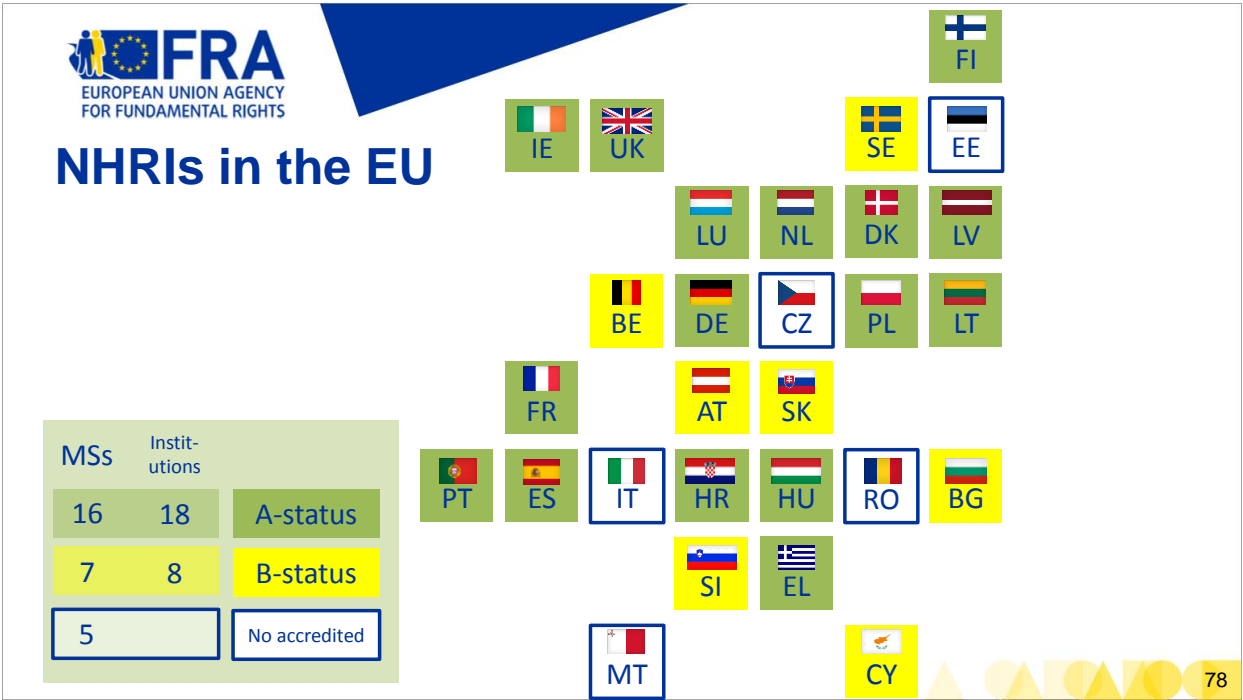 FRA
EUROPEAN UNION AGENCY
FOR FUNDAMENTAL RIGHTS
NHRIs in the EU
FI
IE UK SE EE
LU NL DK LV
BE DE CZ PL LT
FR AT SK
PT ES IT HR HU RO BG
SI EL
MT CY
MSs Instit-
utions
16 18 A-status
7 8 B-status
5 No accredited
78